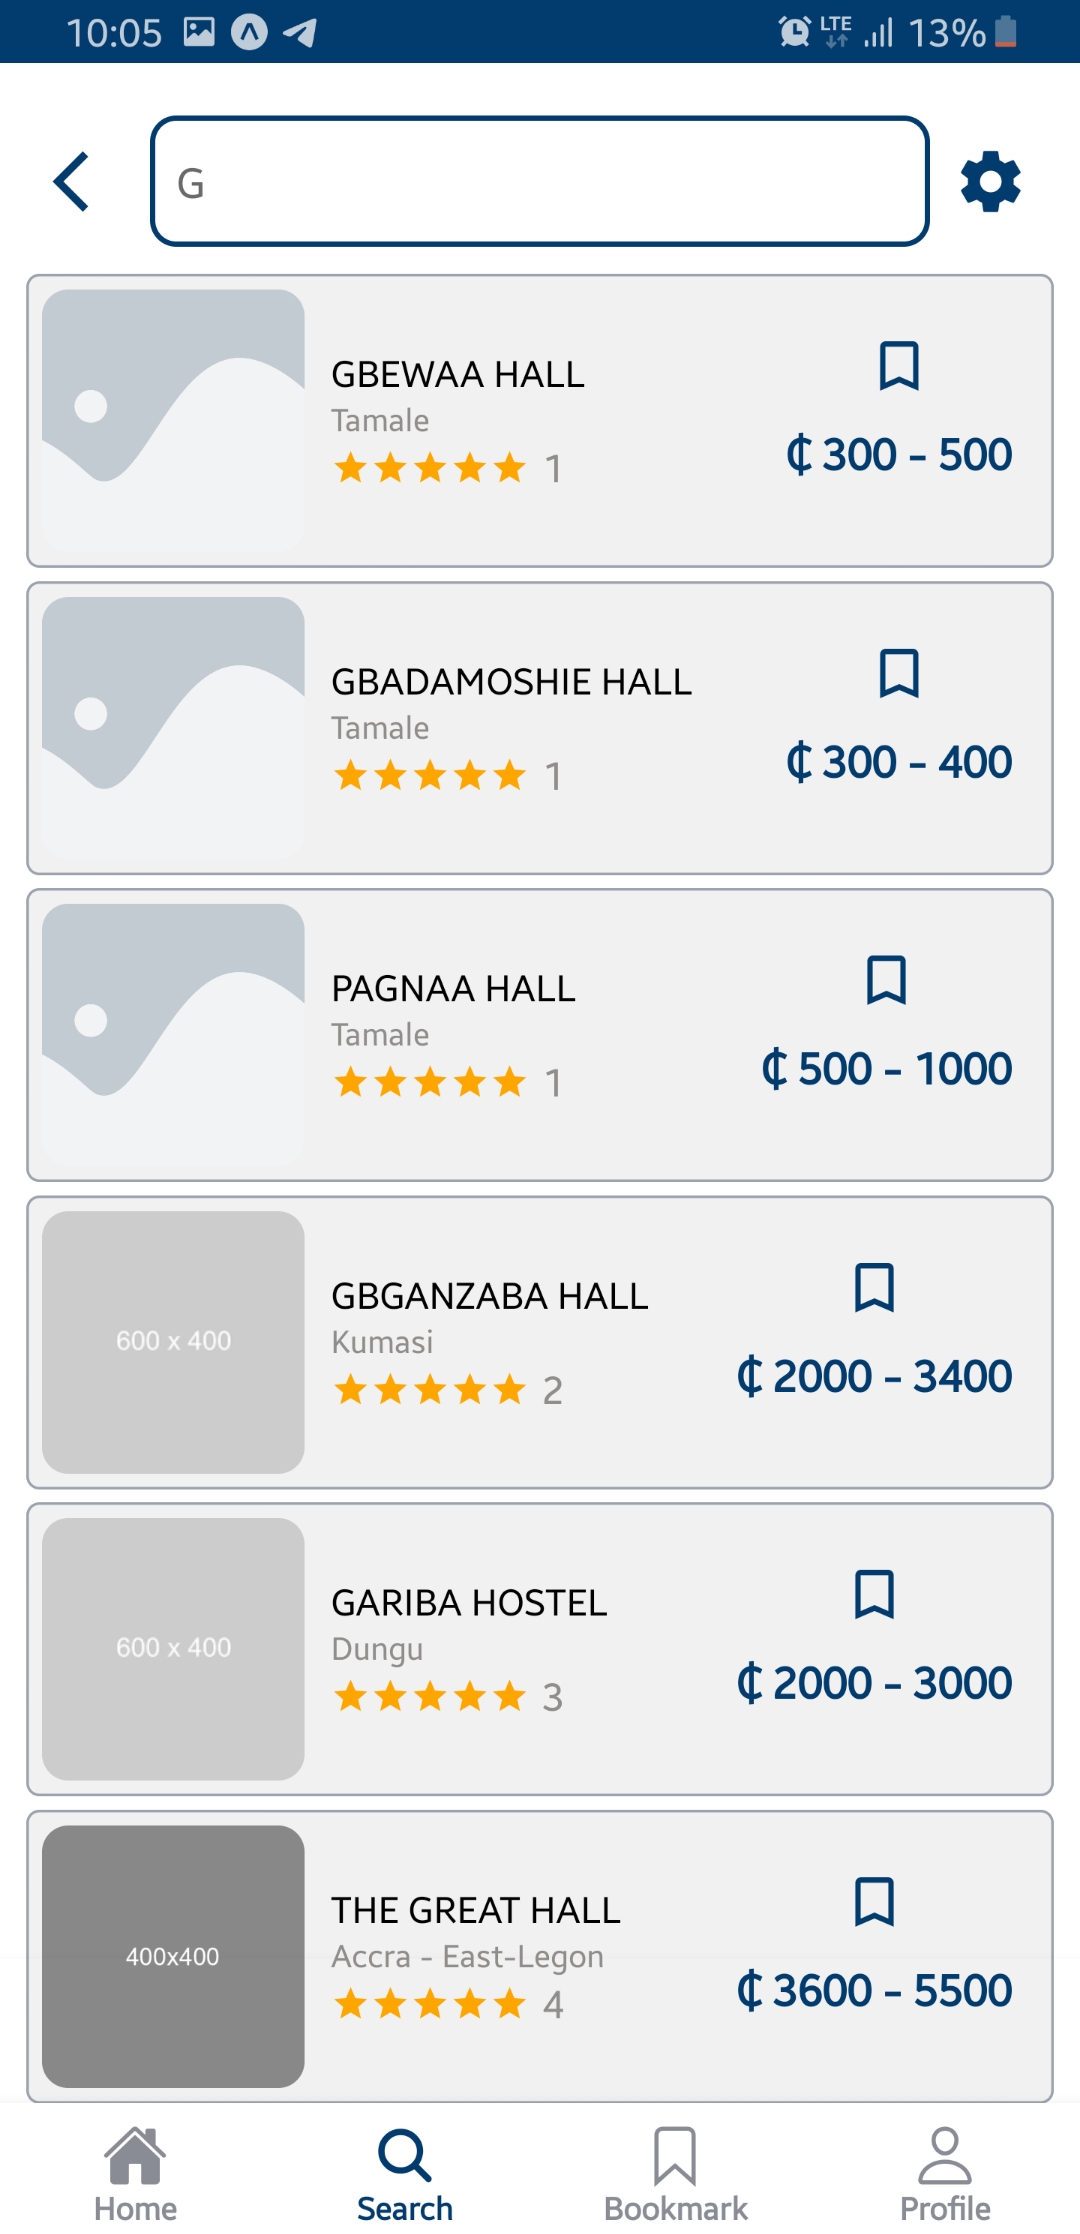 10:05 LTE 13%
G
GBEWAA HALL
Tamale
1
₵ 300 - 500
GBADAMOSHIE HALL
Tamale
1
₵ 300 - 400
PAGNAA HALL
Tamale
1
₵ 500 - 1000
600 x 400
GBGANZABA HALL
Kumasi
2
₵ 2000 - 3400
600 x 400
GARIBA HOSTEL
Dungu
3
₵ 2000 - 3000
400x400
THE GREAT HALL
Accra - East-Legon
4
₵ 3600 - 5500
Home Search Bookmark Profile